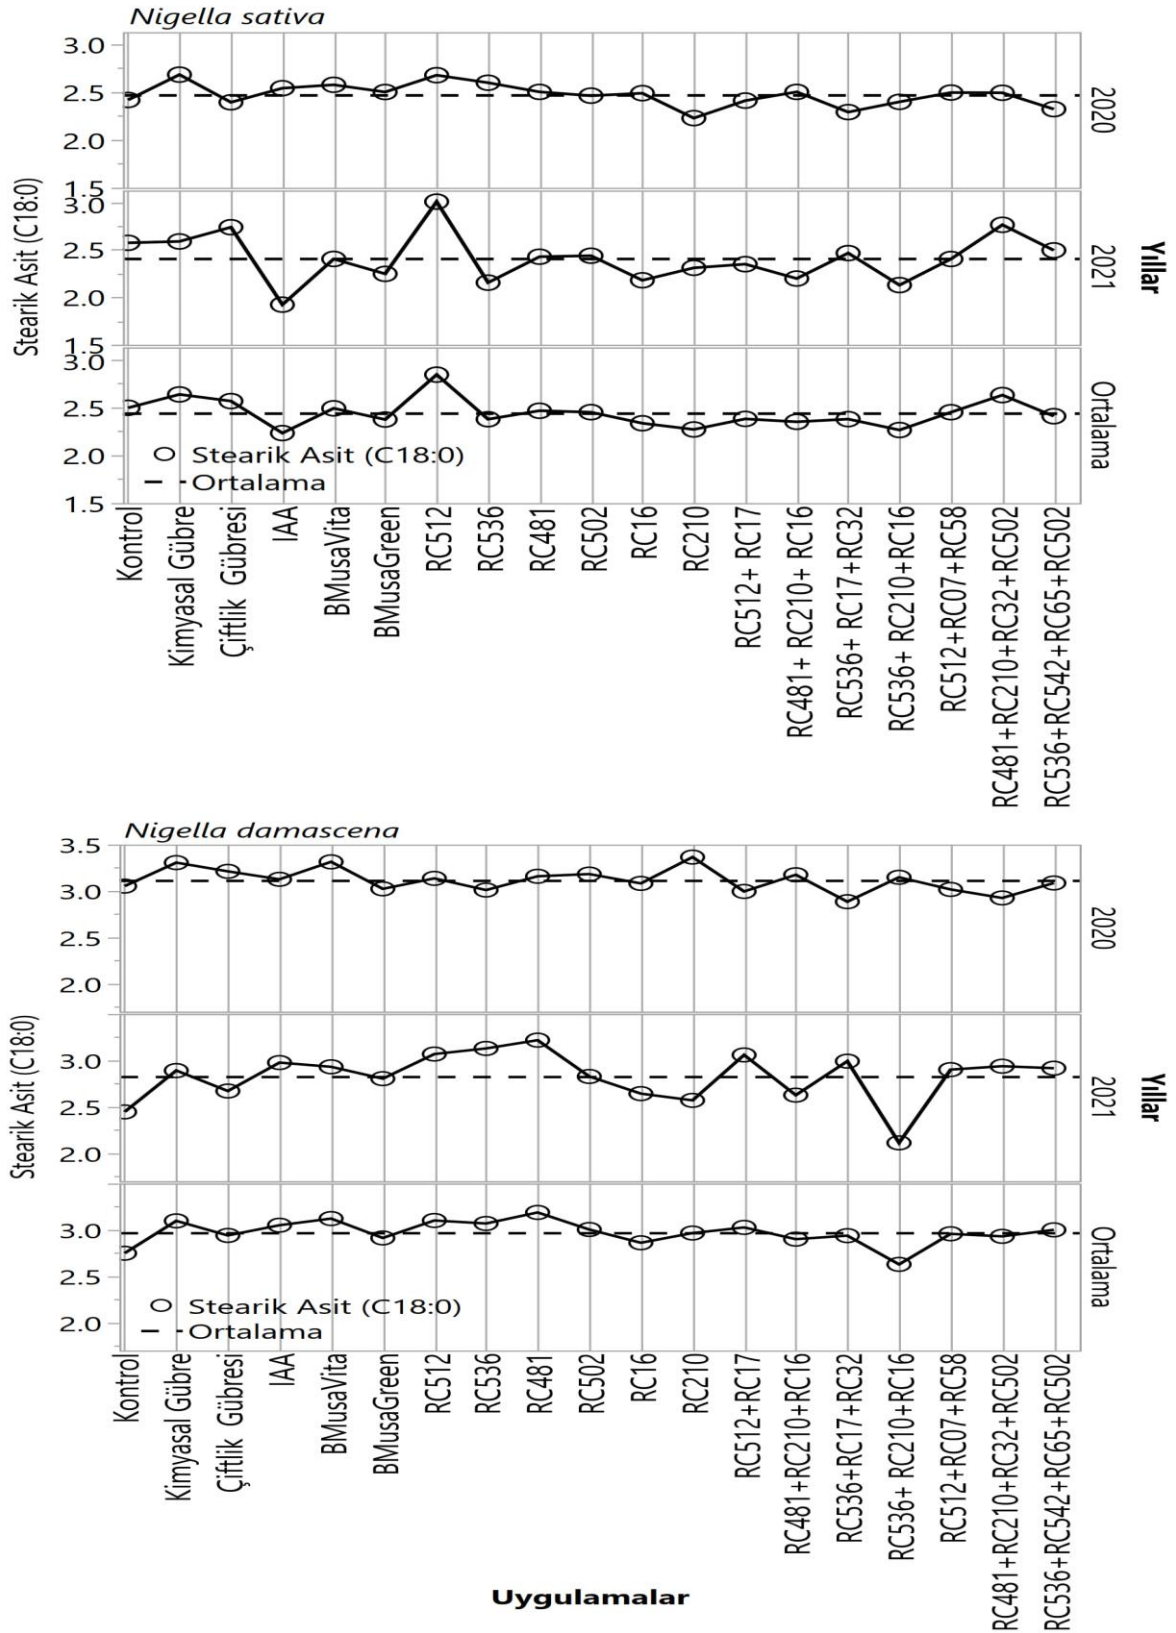 Nigella sativa
3.0
2.5
2.0
1.5
2020
3.0
2.5
2.0
1.5
2021
3.0
2.5
2.0
1.5
Ortalama
Stearik Asit (C18:0)
Yıllar
Stearik Asit (C18:0)
Ortalama
Kontrol
Kimyasal Gübre
Çiftlik Gübresi
IAA
BMusaVita
BMusaGreen
RC512
RC536
RC481
RC502
RC16
RC210
RC512+ RC17
RC481+ RC210+ RC16
RC536+ RC17+RC32
RC536+ RC210+RC16
RC512+RC07+RC58
RC481+RC210+RC32+RC502
RC536+RC542+RC65+RC502
Nigella damascena
3.5
3.0
2.5
2.0
2020
3.0
2.5
2.0
2021
3.0
2.5
2.0
Ortalama
Stearik Asit (C18:0)
Yıllar
Stearik Asit (C18:0)
Ortalama
Kontrol
Kimyasal Gübre
Çiftlik Gübresi
IAA
BMusaVita
BMusaGreen
RC512
RC536
RC481
RC502
RC16
RC210
RC512+RC17
RC481+RC210+RC16
RC536+RC17+RC32
RC536+ RC210+RC16
RC512+RC07+RC58
RC481+RC210+RC32+RC502
RC536+RC542+RC65+RC502
Uygulamalar